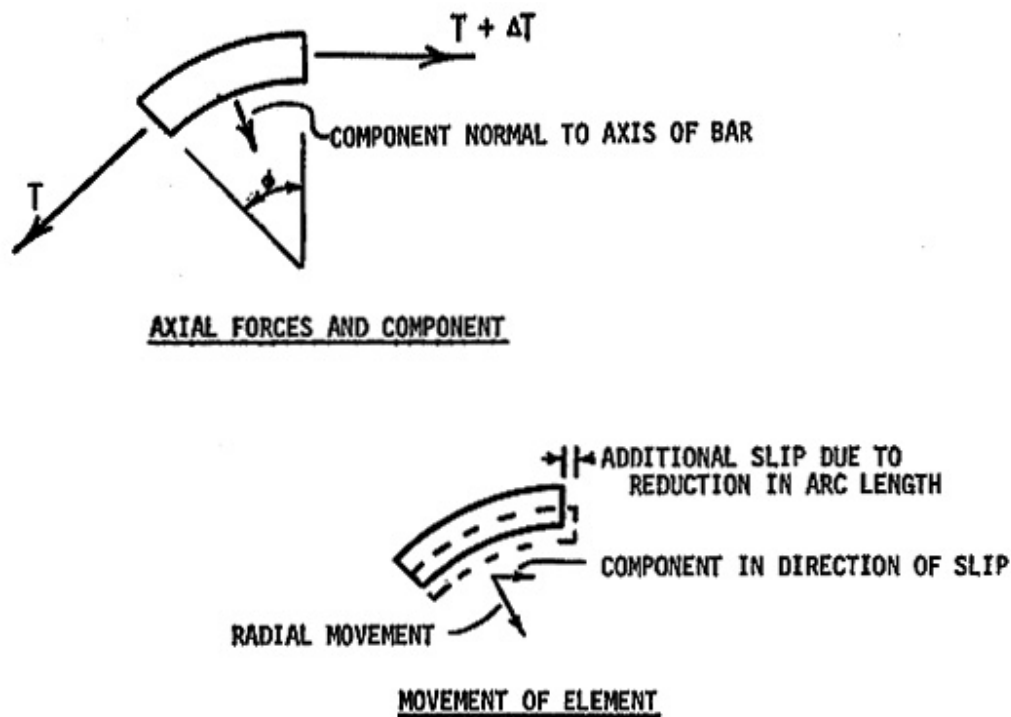 T + ΔT
COMPONENT NORMAL TO AXIS OF BAR
ϕ
T
AXIAL FORCES AND COMPONENT
ADDITIONAL SLIP DUE TO
REDUCTION IN ARC LENGTH
COMPONENT IN DIRECTION OF SLIP
RADIAL MOVEMENT
MOVEMENT OF ELEMENT